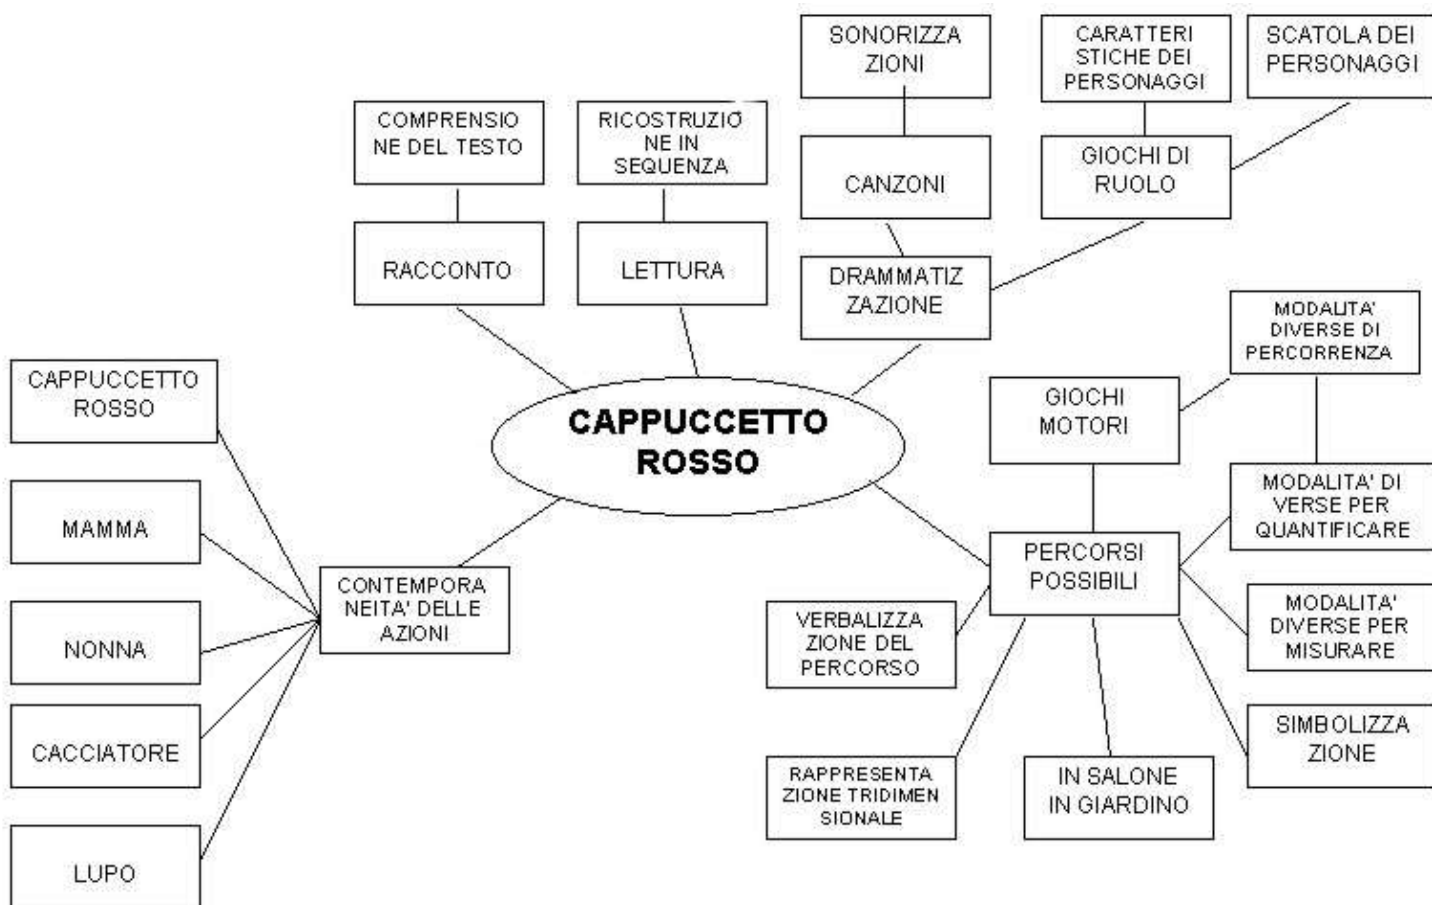 SONORIZZA
ZIONI
CARATTERI
STICHE DEI
PERSONAGGI
SCATOLA DEI
PERSONAGGI
COMPRENSIO
NE DEL TESTO
RICOSTRUZIO
NE IN
SEQUENZA
CANZONI
GIOCHI DI
RUOLO
RACCONTO
LETTURA
DRAMMATIZ
ZAZIONE
MODALITA' 
DIVERSE DI
PERCORRENZA
CAPPUCCETTO
ROSSO
CAPPUCCETTO
ROSSO
GIOCHI
MOTORI
MAMMA
MODALITA' DI
VERSE PER
QUANTIFICARE
CONTEMPORA
NEITA' DELLE
AZIONI
PERCORSI
POSSIBILI
NONNA
VERBALIZZA
ZIONE DEL
PERCORSO
MODALITA'
DIVERSE PER
MISURARE
CACCIATORE
SIMBOLIZZA
ZIONE
RAPPRESENTA
ZIONE TRIDIMEN
SIONALE
IN SALONE
IN GIARDINO
LUPO